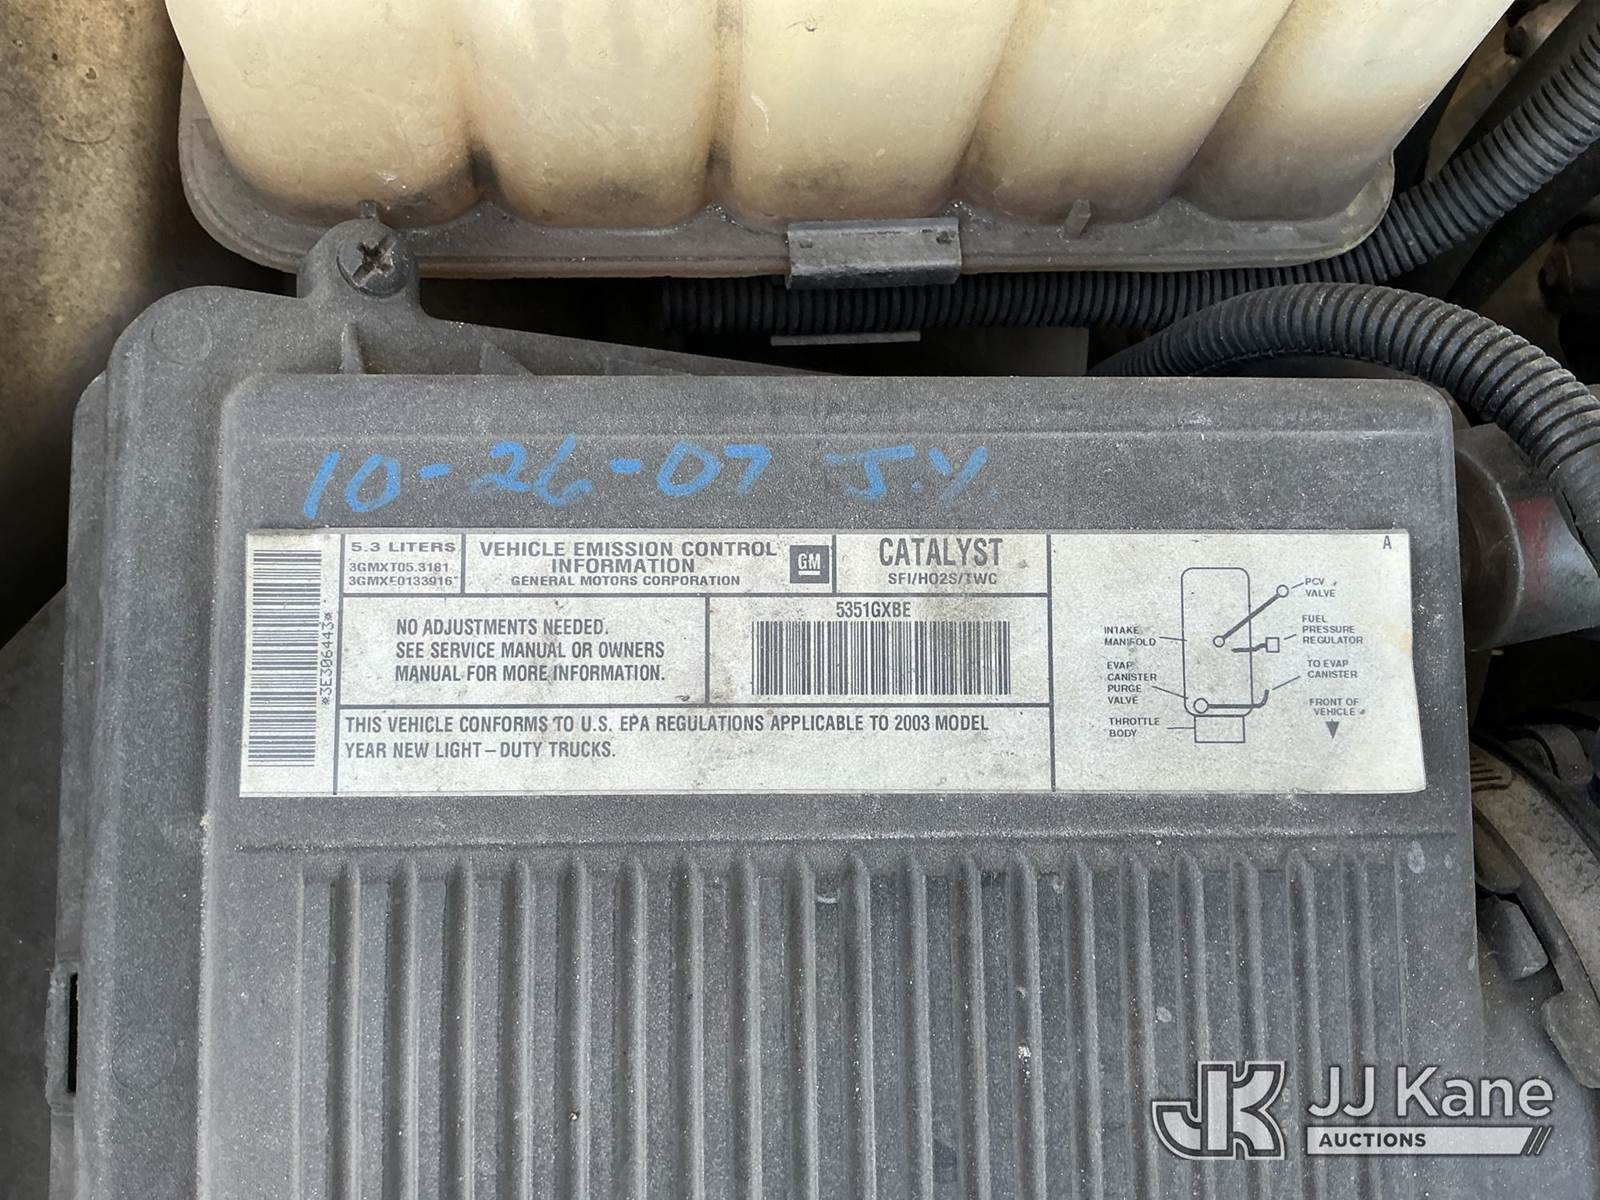 10-26-07 J.Y.
5.3 LITERS
3GMXT05.3181
3GMXE0133916
VEHICLE EMISSION CONTROL
INFORMATION
GENERAL MOTORS CORPORATION
GM
CATALYST
SFI/HO2S/TWC
*3E306443*
NO ADJUSTMENTS NEEDED.
SEE SERVICE MANUAL OR OWNERS
MANUAL FOR MORE INFORMATION.
5351GXBE
THIS VEHICLE CONFORMS TO U.S. EPA REGULATIONS APPLICABLE TO 2003 MODEL
YEAR NEW LIGHT-DUTY TRUCKS.
A
PCV
VALVE
INTAKE
MANIFOLD
FUEL
PRESSURE
REGULATOR
EVAP
CANISTER
PURGE
VALVE
TO EVAP
CANISTER
THROTTLE
BODY
FRONT OF
VEHICLE
JK JJ Kane
AUCTIONS